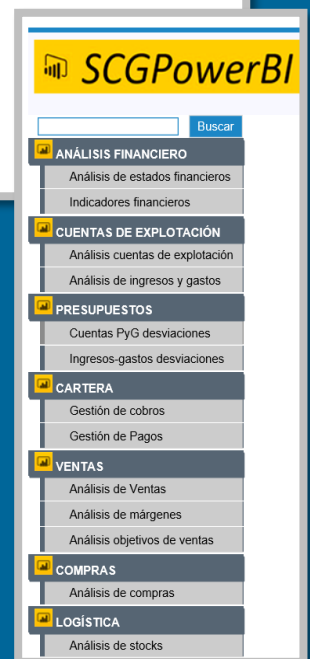 SCGPowerBI
Buscar
ANÁLISIS FINANCIERO
Análisis de estados financieros
Indicadores financieros
CUENTAS DE EXPLOTACIÓN
Análisis cuentas de explotación
Análisis de ingresos y gastos
PRESUPUESTOS
Cuentas PyG desviaciones
Ingresos-gastos desviaciones
CARTERA
Gestión de cobros
Gestión de Pagos
VENTAS
Análisis de Ventas
Análisis de márgenes
Análisis objetivos de ventas
COMPRAS
Análisis de compras
LOGÍSTICA
Análisis de stocks